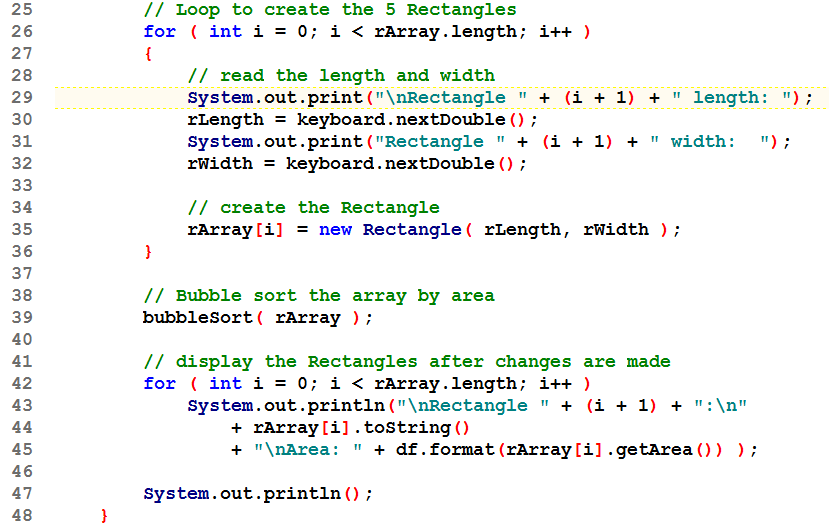 25 // Loop to create the 5 Rectangles
26 for ( int i = 0; i < rArray.length; i++ )
27 {
28 // read the length and width
29 System.out.print("\nRectangle " + (i + 1) + " length: ");
30 rLength = keyboard.nextDouble();
31 System.out.print("Rectangle " + (i + 1) + " width:  ");
32 rWidth = keyboard.nextDouble();
33
34 // create the Rectangle
35 rArray[i] = new Rectangle( rLength, rWidth );
36 }
37
38 // Bubble sort the array by area
39 bubbleSort( rArray );
40
41 // display the Rectangles after changes are made
42 for ( int i = 0; i < rArray.length; i++ )
43 System.out.println("\nRectangle " + (i + 1) + ":\n"
44 + rArray[i].toString()
45 + "\nArea: " + df.format(rArray[i].getArea()) );
46
47 System.out.println();
48 }